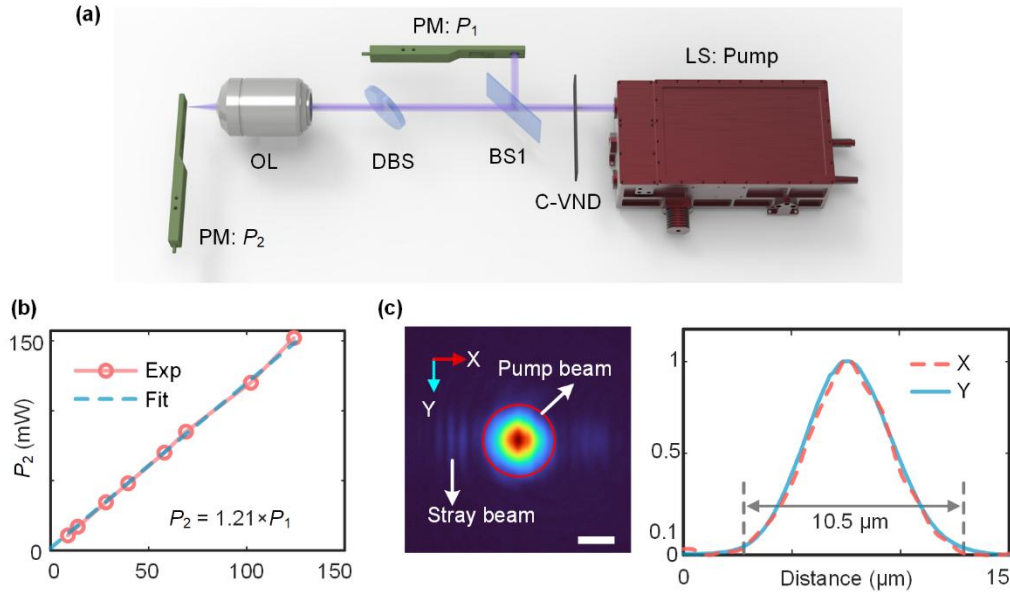 (a)
PM: P1
LS: Pump
OL
DBS
BS1
C-VND
PM: P2
(b)
150
Exp
Fit
P2 (mW)
P2 = 1.21×P1
0
0 50 100 150
(c)
X
Y
Pump beam
Stray beam
1
X
Y
0.5
10.5 μm
0.1
0
0 Distance (μm) 15